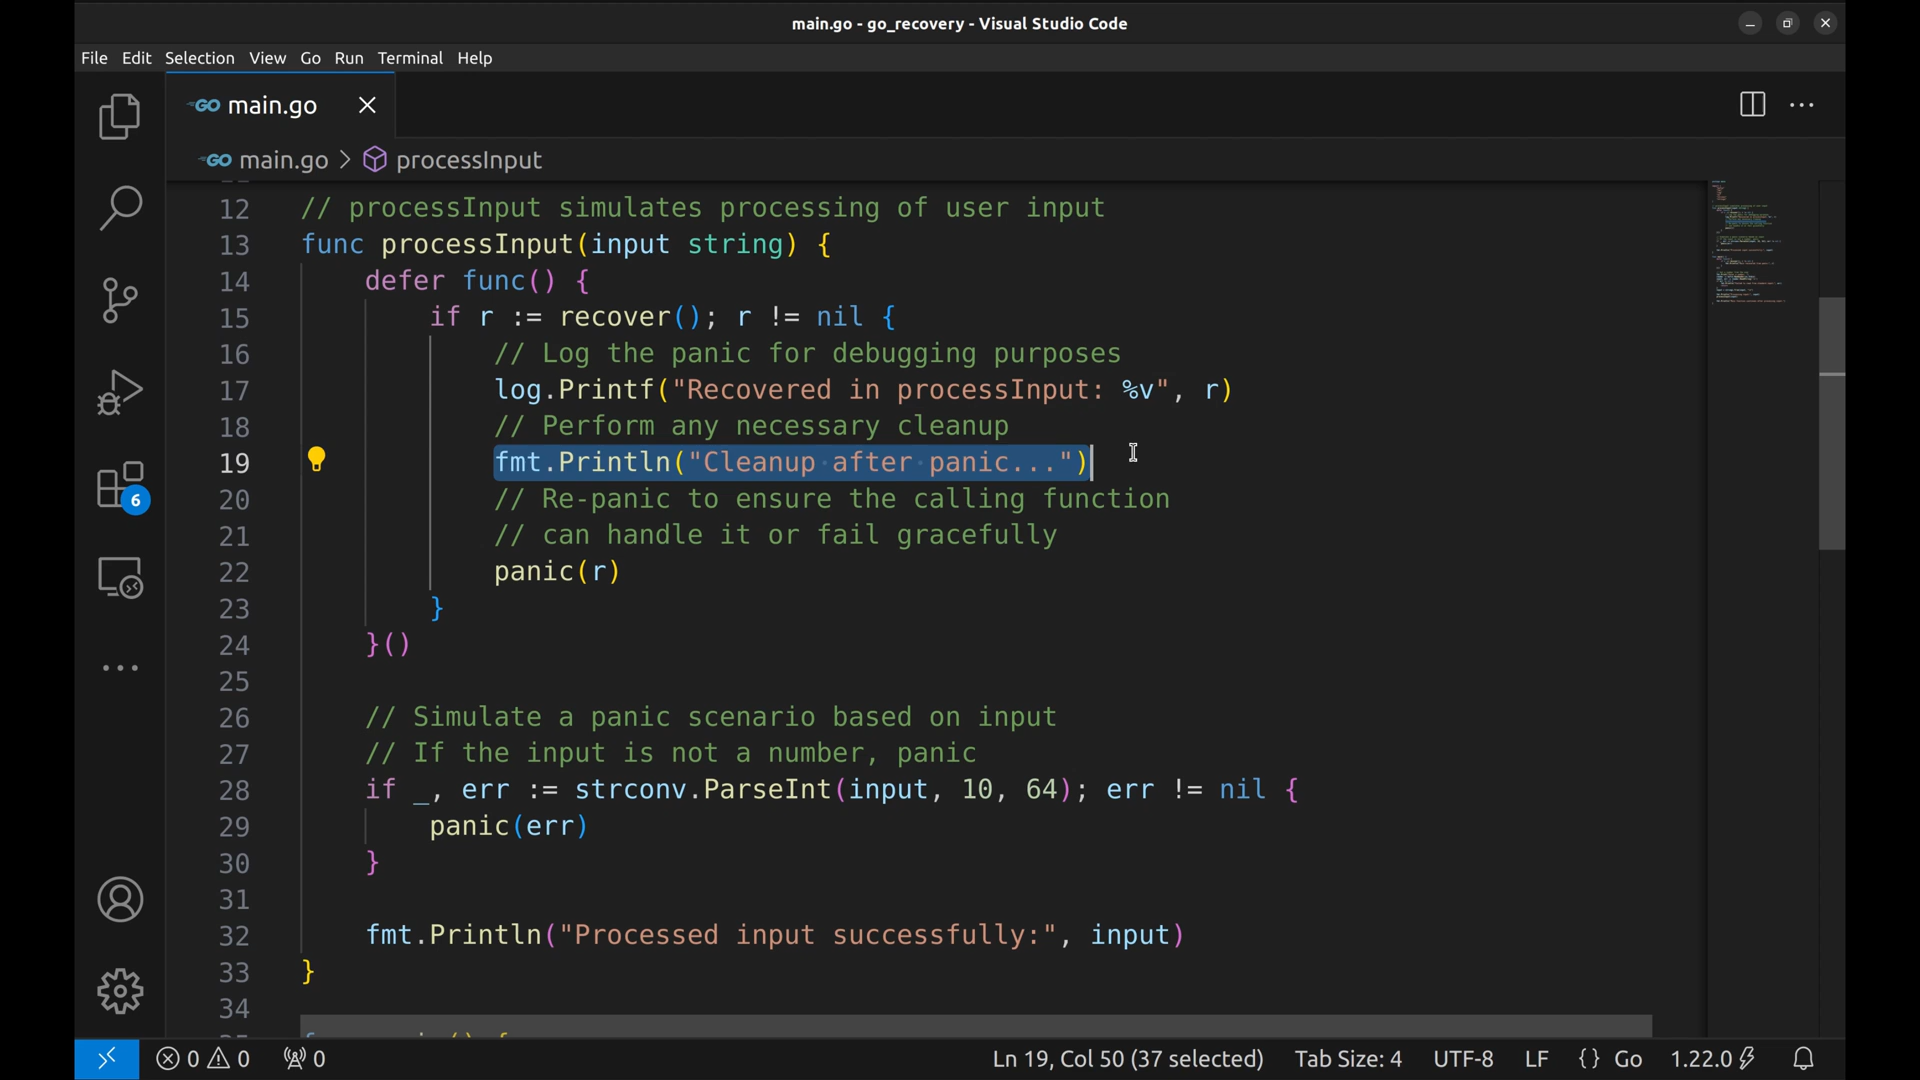 main.go - go_recovery - Visual Studio Code
File Edit Selection View Go Run Terminal Help
GO main.go
GO main.go > processInput
12 // processInput simulates processing of user input
13 func processInput(input string) {
14 defer func() {
15 if r := recover(); r != nil {
16 // Log the panic for debugging purposes
17 log.Printf("Recovered in processInput: %v", r)
18 // Perform any necessary cleanup
19 fmt.Println("Cleanup·after·panic...")
20 // Re-panic to ensure the calling function
21 // can handle it or fail gracefully
22 panic(r)
23 }
24 }()
25
26 // Simulate a panic scenario based on input
27 // If the input is not a number, panic
28 if _, err := strconv.ParseInt(input, 10, 64); err != nil {
29 panic(err)
30 }
31
32 fmt.Println("Processed input successfully:", input)
33 }
34
6
0 0 0 Ln 19, Col 50 (37 selected) Tab Size: 4 UTF-8 LF {} Go 1.22.0